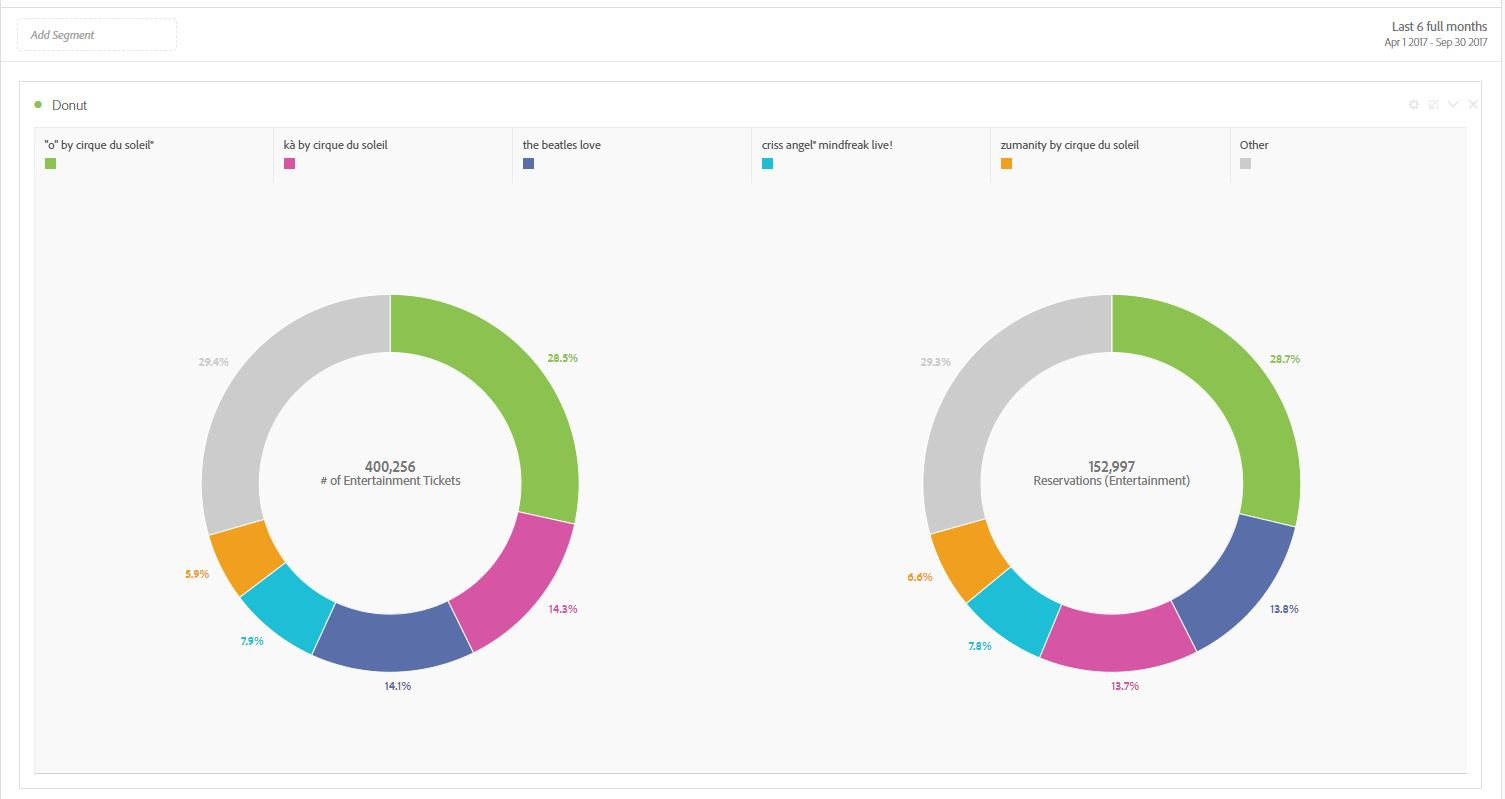 Add Segment
Last 6 full months
Apr 1 2017 - Sep 30 2017
Donut
"o" by cirque du soleil®
kà by cirque du soleil
the beatles love
criss angel® mindfreak live!
zumanity by cirque du soleil
Other
29.4%
28.5%
400,256
# of Entertainment Tickets
5.9%
14.3%
7.9%
14.1%
29.3%
28.7%
152,997
Reservations (Entertainment)
6.6%
13.8%
7.8%
13.7%